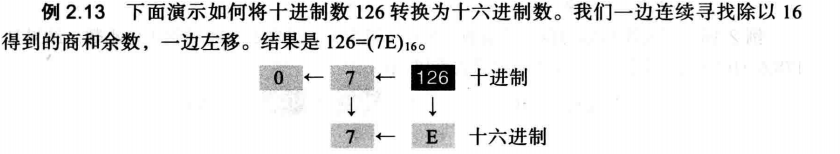 例 2.13 下面演示如何将十进制数 126 转换为十六进制数。我们一边连续寻找除以 16
得到的商和余数，一边左移。结果是 126=(7E)₁₆。
0 ← 7 ← 126 十进制
↓ ↓
7 ← E 十六进制